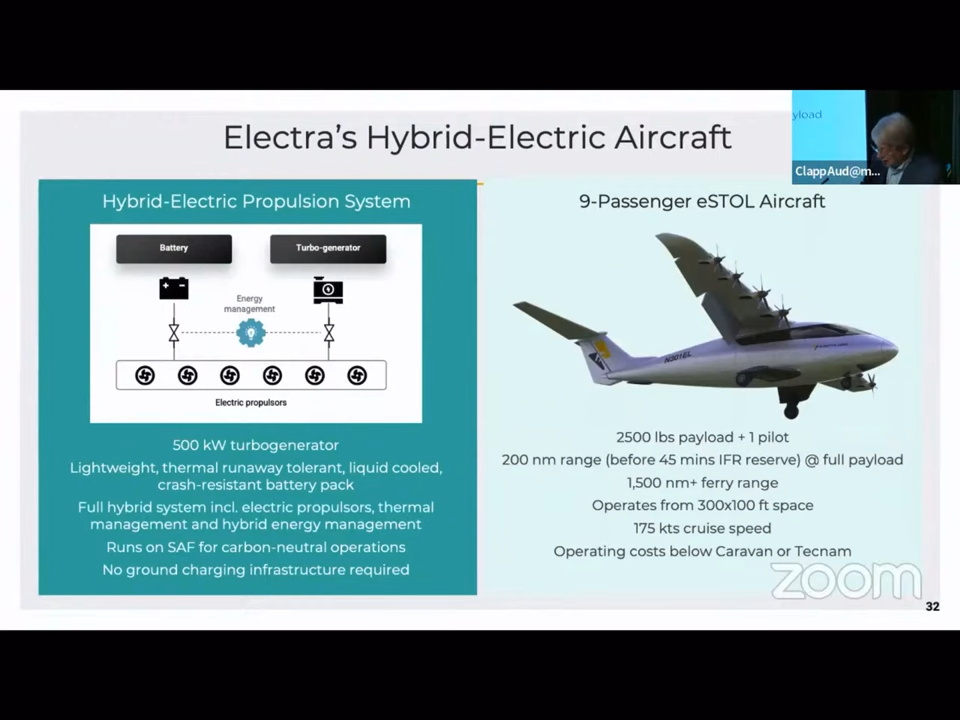 yload
ClappAud@m...
Electra's Hybrid-Electric Aircraft
Hybrid-Electric Propulsion System
Battery
Turbo-generator
Energy
management
Electric propulsors
500 kW turbogenerator
Lightweight, thermal runaway tolerant, liquid cooled,
crash-resistant battery pack
Full hybrid system incl. electric propulsors, thermal
management and hybrid energy management
Runs on SAF for carbon-neutral operations
No ground charging infrastructure required
9-Passenger eSTOL Aircraft
N301EL
2500 lbs payload + 1 pilot
200 nm range (before 45 mins IFR reserve) @ full payload
1,500 nm+ ferry range
Operates from 300x100 ft space
175 kts cruise speed
Operating costs below Caravan or Tecnam
zoom
32